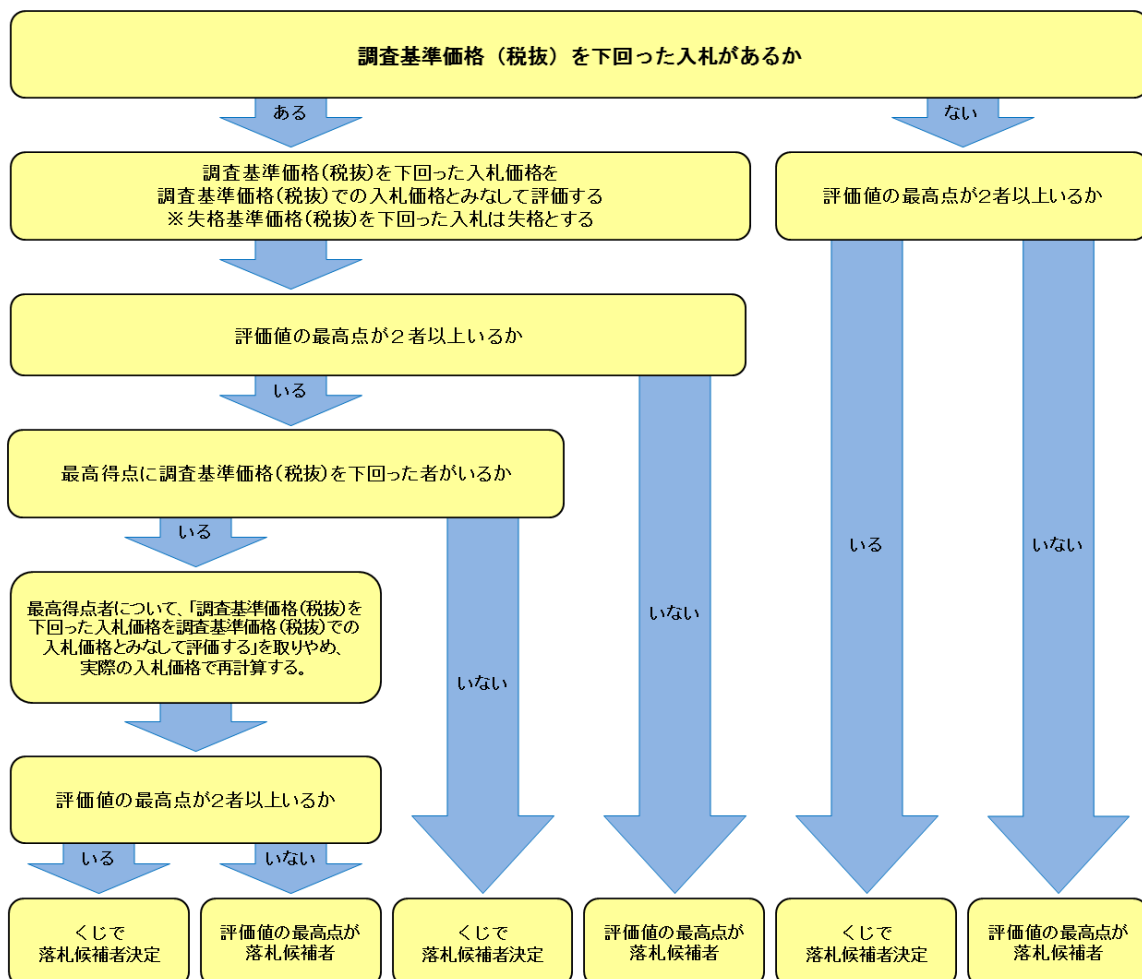 調査基準価格（税抜）を下回った入札があるか
ある
ない
調査基準価格(税抜)を下回った入札価格を
調査基準価格(税抜)での入札価格とみなして評価する
※失格基準価格(税抜)を下回った入札は失格とする
評価値の最高点が2者以上いるか
評価値の最高点が２者以上いるか
いる
最高得点に調査基準価格(税抜)を下回った者がいるか
いる
いる
いない
最高得点者について、「調査基準価格(税抜)を
下回った入札価格を調査基準価格(税抜)での
入札価格とみなして評価する」を取りやめ、
実際の入札価格で再計算する。
いない
いない
評価値の最高点が2者以上いるか
いる
いない
くじで
落札候補者決定
評価値の最高点が
落札候補者
くじで
落札候補者決定
評価値の最高点が
落札候補者
くじで
落札候補者決定
評価値の最高点が
落札候補者